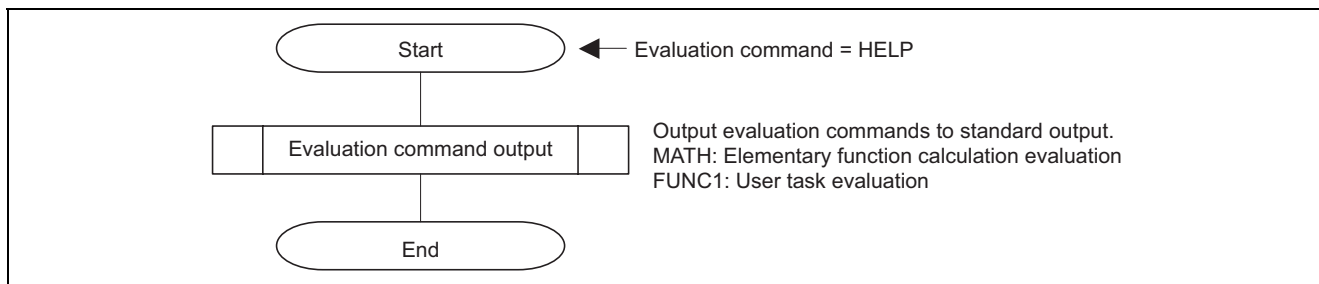 Start
Evaluation command = HELP
Evaluation command output
Output evaluation commands to standard output.
MATH: Elementary function calculation evaluation
FUNC1: User task evaluation
End